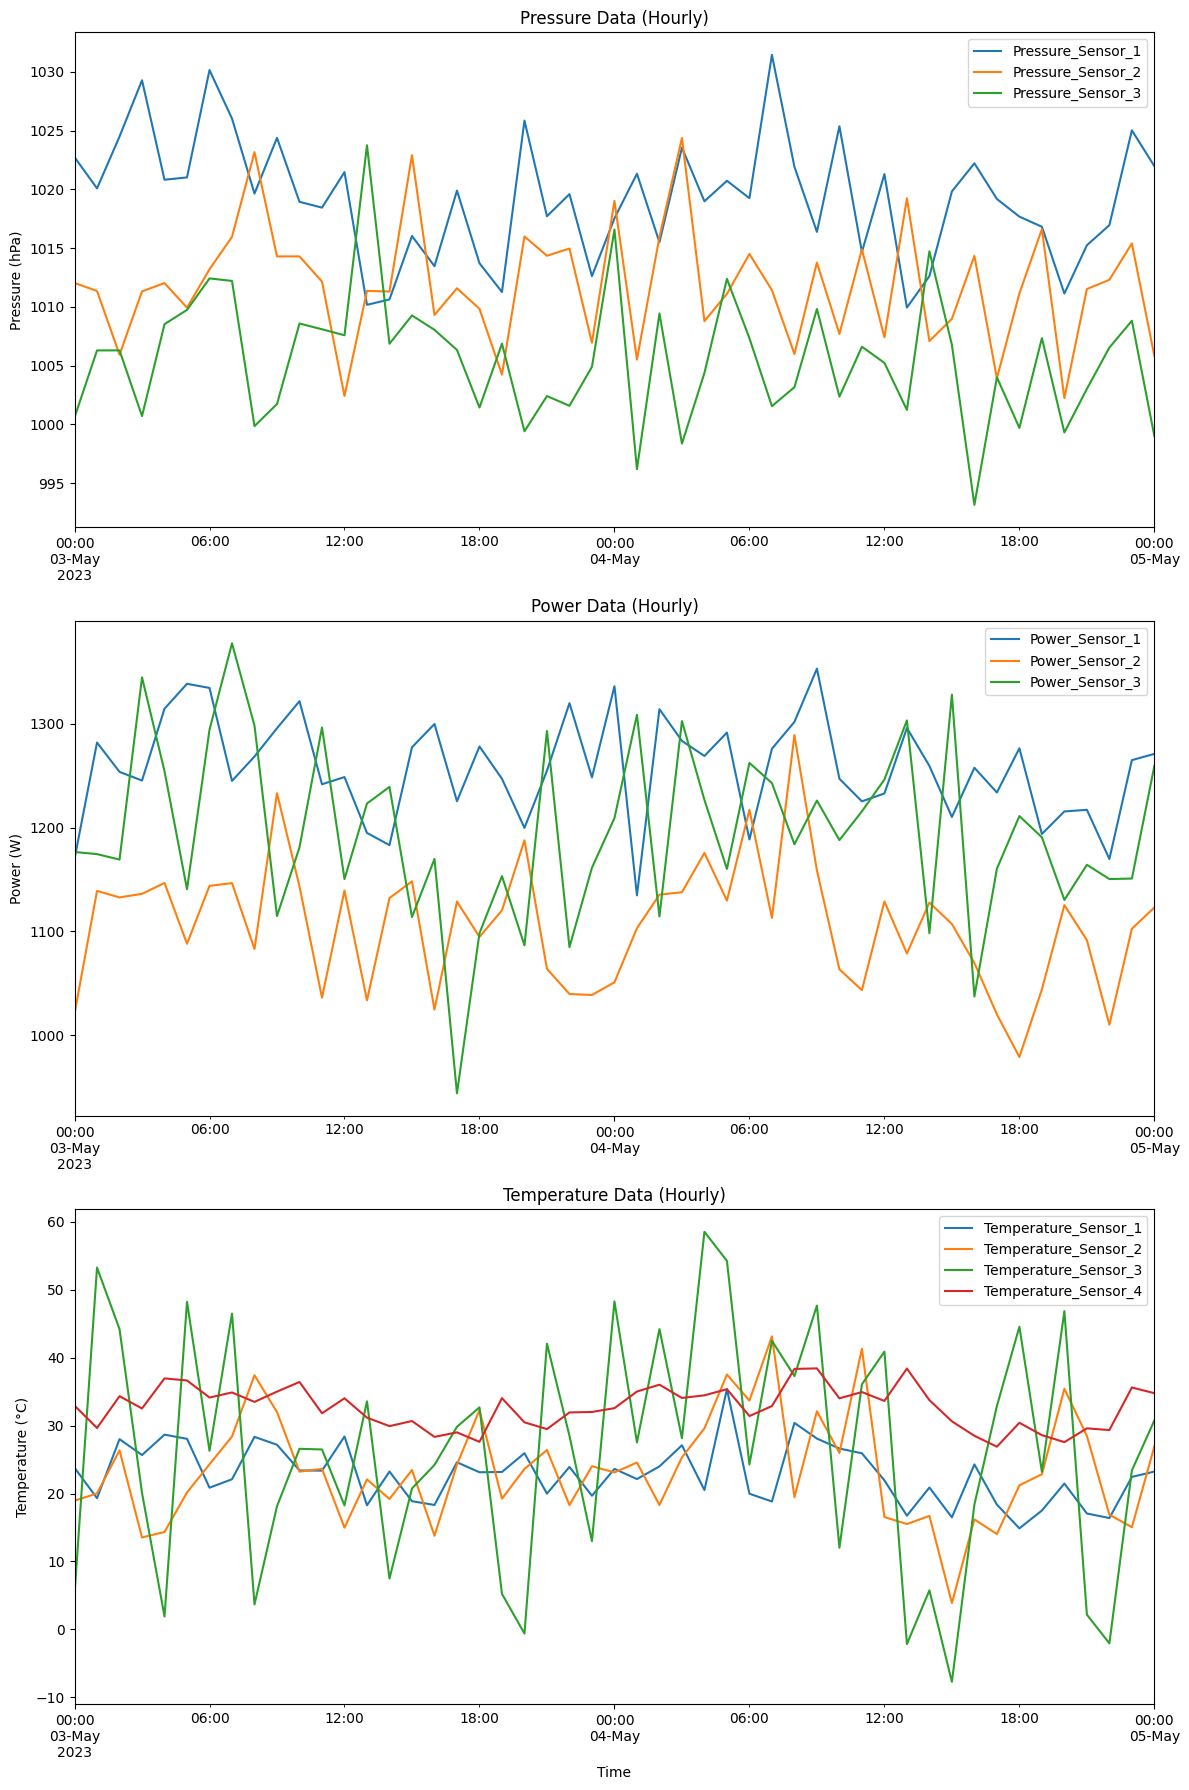 Pressure Data (Hourly)
Pressure_Sensor_1
Pressure_Sensor_2
Pressure_Sensor_3
Pressure (hPa)
1030
1025
1020
1015
1010
1005
1000
995
00:00 06:00 12:00 18:00 00:00 06:00 12:00 18:00 00:00
03-May 04-May 05-May
2023
Power Data (Hourly)
Power_Sensor_1
Power_Sensor_2
Power_Sensor_3
Power (W)
1300
1200
1100
1000
00:00 06:00 12:00 18:00 00:00 06:00 12:00 18:00 00:00
03-May 04-May 05-May
2023
Temperature Data (Hourly)
Temperature_Sensor_1
Temperature_Sensor_2
Temperature_Sensor_3
Temperature_Sensor_4
Temperature (°C)
60
50
40
30
20
10
0
−10
00:00 06:00 12:00 18:00 00:00 06:00 12:00 18:00 00:00
03-May 04-May 05-May
2023
Time